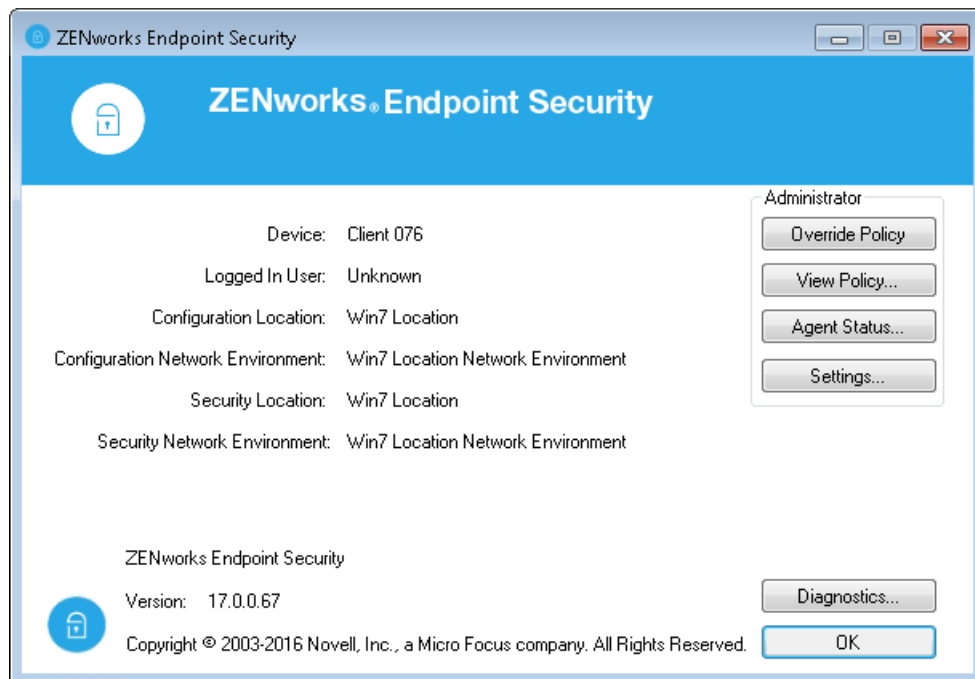 ZENworks Endpoint Security
ZENworks® Endpoint Security
Administrator
Device: Client 076
Override Policy
Logged In User: Unknown
View Policy...
Configuration Location: Win7 Location
Agent Status...
Configuration Network Environment: Win7 Location Network Environment
Settings...
Security Location: Win7 Location
Security Network Environment: Win7 Location Network Environment
ZENworks Endpoint Security
Version: 17.0.0.67
Diagnostics...
Copyright © 2003-2016 Novell, Inc., a Micro Focus company. All Rights Reserved.
OK